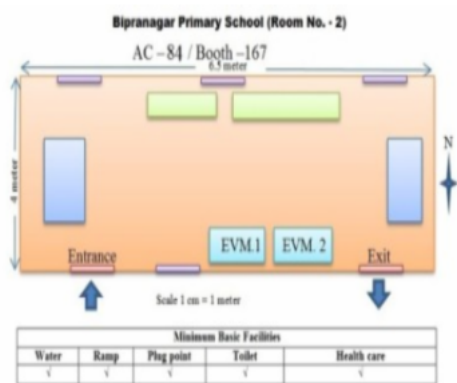 Bipranagar Primary School (Room No. - 2)
AC –84 / Booth –167
6.5 meter
4 meter
N
EVM.1
EVM. 2
Entrance
Exit
Scale 1 cm = 1 meter
Minimum Basic Facilities
Water Ramp Plug point Toilet Health care
√ √ √ √ √